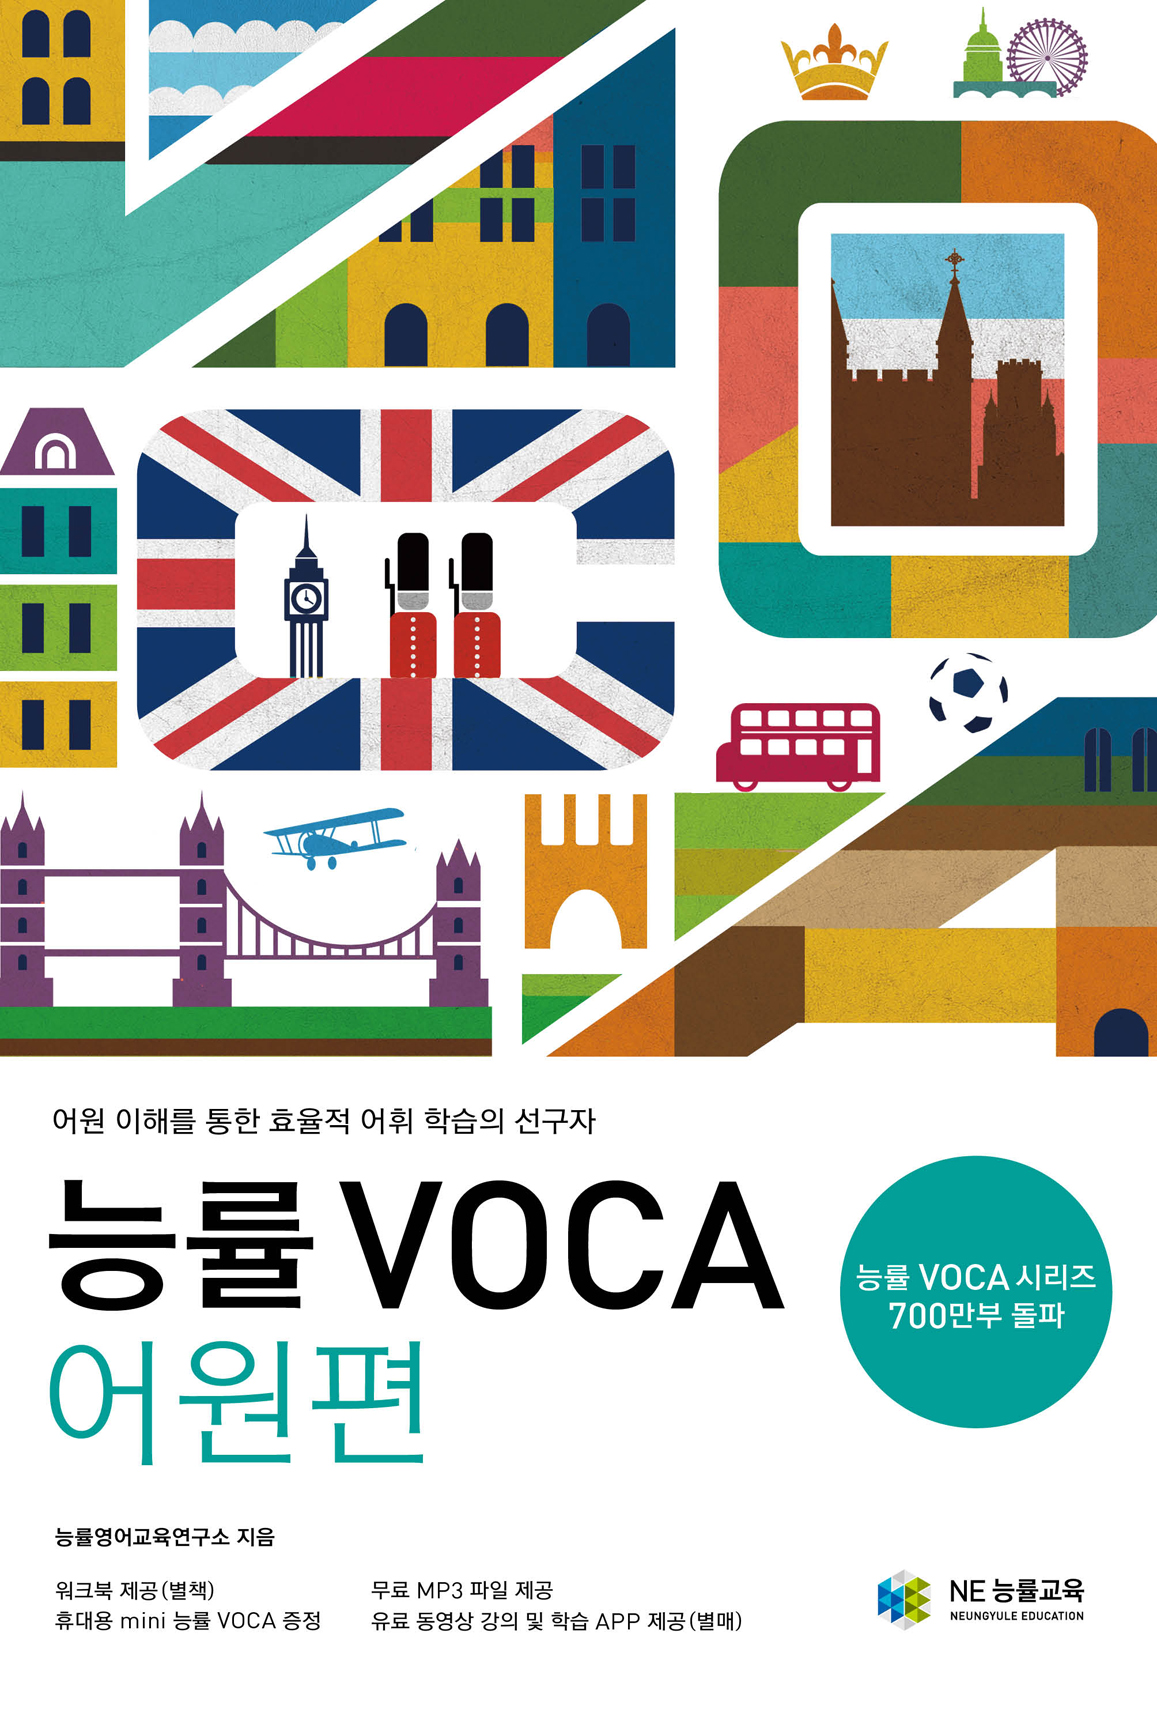 어원 이해를 통한 효율적 어휘 학습의 선구자
능률 VOCA
어원편
능률 VOCA 시리즈
700만부 돌파
능률영어교육연구소 지음
워크북 제공(별책)
휴대용 mini 능률 VOCA 증정
무료 MP3 파일 제공
유료 동영상 강의 및 학습 APP 제공(별매)
NE 능률교육
NEUNGYULE EDUCATION